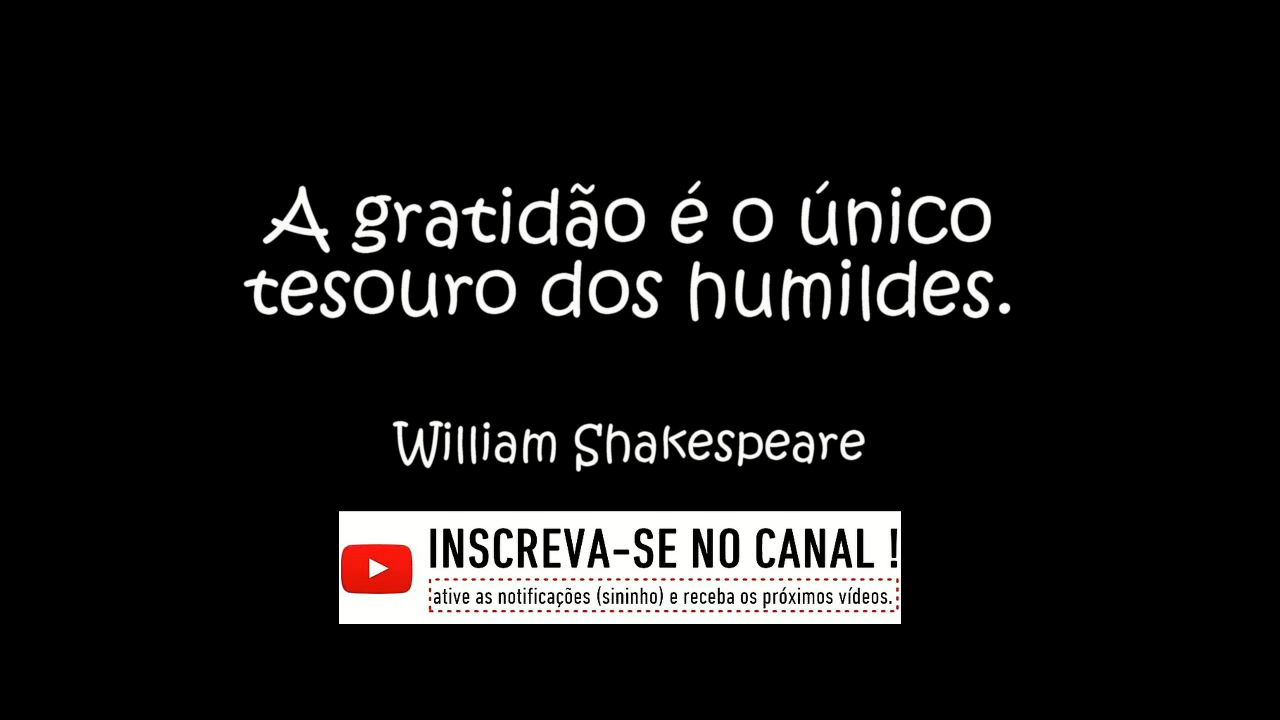 A gratidão é o único
tesouro dos humildes.
William Shakespeare
INSCREVA-SE NO CANAL !
ative as notificações (sininho) e receba os próximos vídeos.